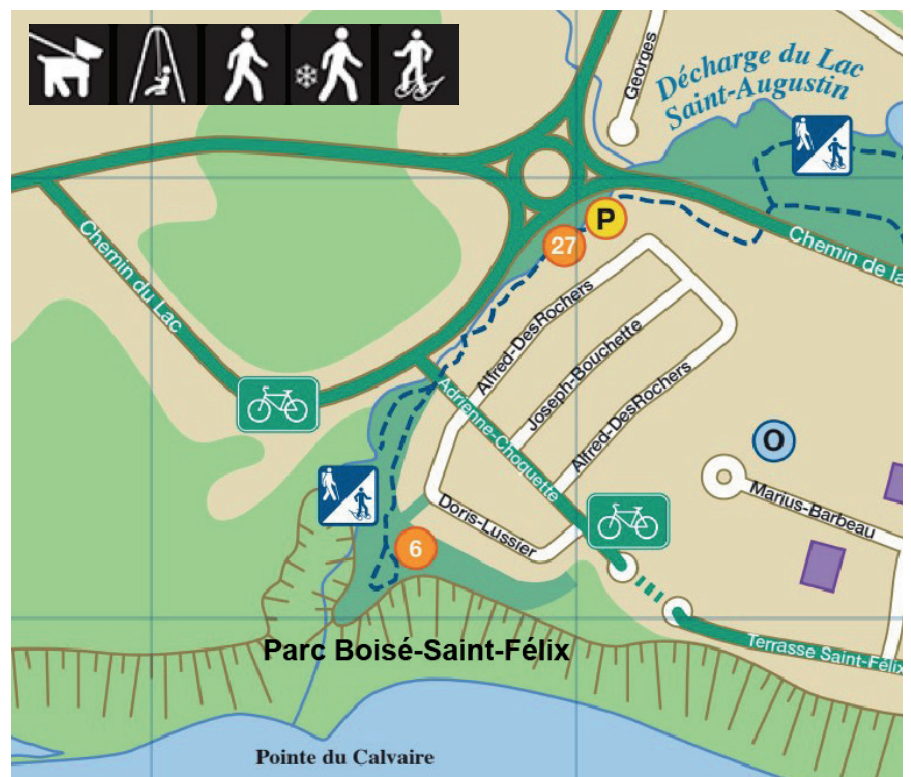 Georges
Décharge du Lac
Saint-Augustin
P
27
Chemin de la
Chemin du Lac
Alfred-DesRochers
Joseph-Bouchette
Alfred-DesRochers
Adrienne-Choquette
O
Marius-Barbeau
Doris-Lussier
6
Terrasse Saint-Félix
Parc Boisé-Saint-Félix
Pointe du Calvaire